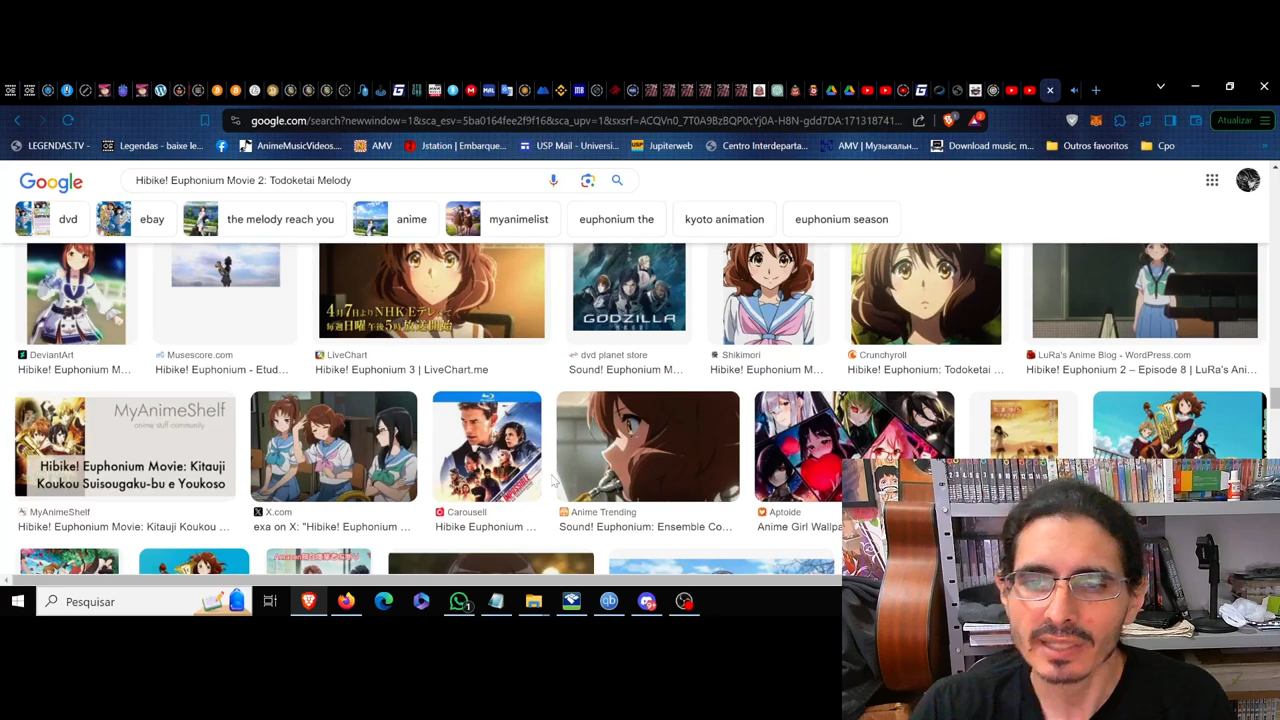 google.com/search?newwindow=1&sca_esv=5ba0164fee2f9f16&sca_upv=1&sxsrf=ACQVn0_7T0A9Bz8QP0cYj0A-H8N-gdd7DA:171318741...
1
2
Atualizar
LEGENDAS.TV -
Legendas - baixe le...
AnimeMusicVideos....
AMV
Jstation | Embarque...
USP Mail - Universi...
Jupiterweb
Centro Interdeparta...
AMV | Музыкальн...
Download music, m...
Outros favoritos
Cpo
Google
Hibike! Euphonium Movie 2: Todoketai Melody
dvd
ebay
the melody reach you
anime
myanimelist
euphonium the
kyoto animation
euphonium season
GODZILLA
DeviantArt
Musescore.com
LiveChart
dvd planet store
Shikimori
Crunchyroll
LuRa's Anime Blog - WordPress.com
Hibike! Euphonium M...
Hibike! Euphonium - Etud...
Hibike! Euphonium 3 | LiveChart.me
Sound! Euphonium M...
Hibike! Euphonium M...
Hibike! Euphonium: Todoketai ...
Hibike! Euphonium 2 – Episode 8 | LuRa's Ani...
MyAnimeShelf
anime stuff community
Hibike! Euphonium Movie: Kitauji
Koukou Suisougaku-bu e Youkoso
MyAnimeShelf
X.com
Carousell
Anime Trending
Aptoide
Hibike! Euphonium Movie: Kitauji Koukou ...
exa on X: "Hibike! Euphonium ...
Hibike Euphonium ...
Sound! Euphonium: Ensemble Co...
Anime Girl Wallpa
Pesquisar
1